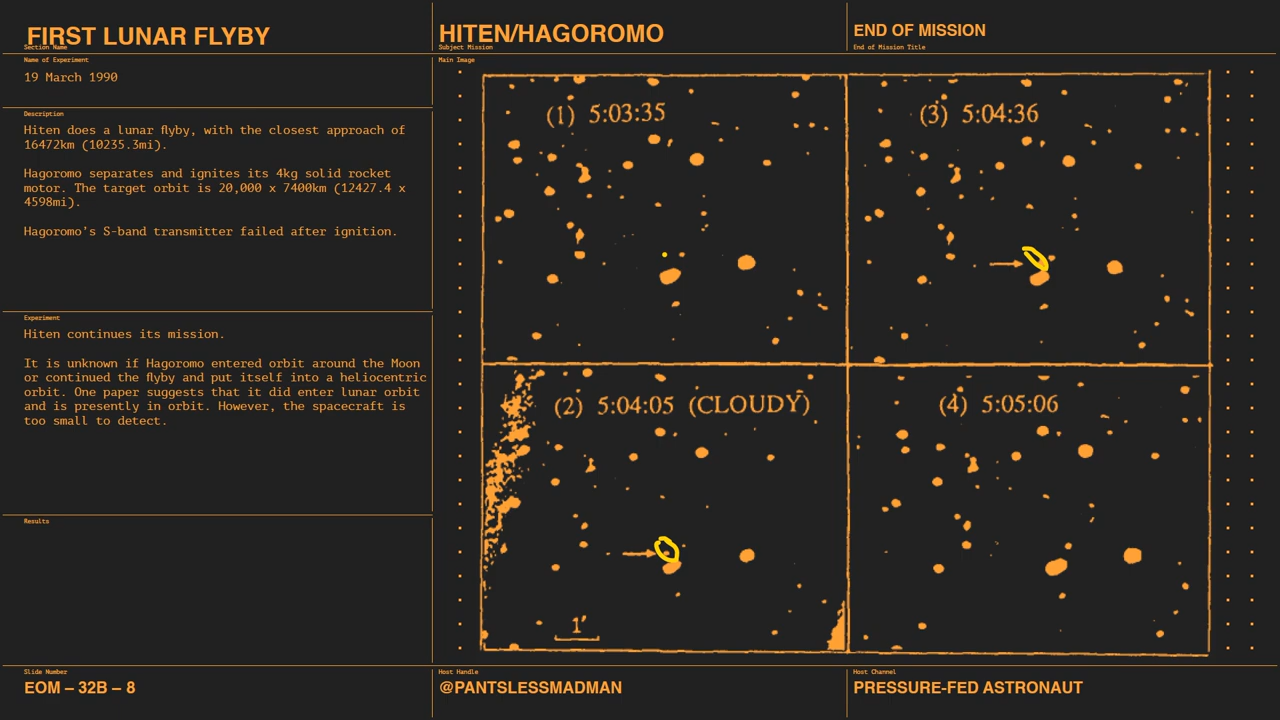 FIRST LUNAR FLYBY
Section Name
HITEN/HAGOROMO
Subject Mission
END OF MISSION
End of Mission Title
Name of Experiment
19 March 1990
Description
Hiten does a lunar flyby, with the closest approach of
16472km (10235.3mi).
Hagoromo separates and ignites its 4kg solid rocket
motor. The target orbit is 20,000 x 7400km (12427.4 x
4598mi).
Hagoromo's S-band transmitter failed after ignition.
Experiment
Hiten continues its mission.
It is unknown if Hagoromo entered orbit around the Moon
or continued the flyby and put itself into a heliocentric
orbit. One paper suggests that it did enter lunar orbit
and is presently in orbit. However, the spacecraft is
too small to detect.
Results
Main Image
(1) 5:03:35
(3) 5:04:36
(2) 5:04:05 (CLOUDY)
(4) 5:05:06
1'
Slide Number
EOM – 32B – 8
Host Handle
@PANTSLESSMADMAN
Host Channel
PRESSURE-FED ASTRONAUT